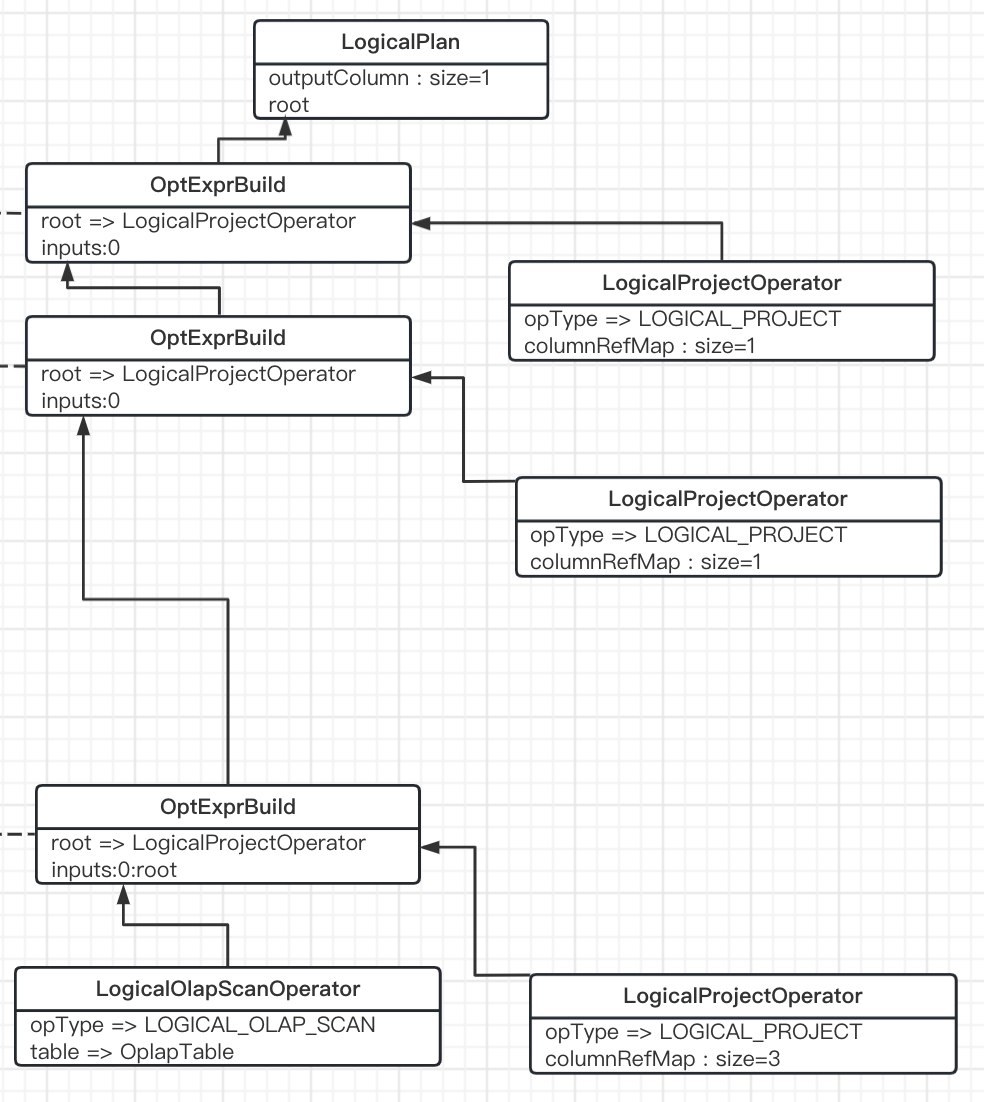 LogicalPlan
outputColumn : size=1
root
OptExprBuild
root => LogicalProjectOperator
inputs:0
LogicalProjectOperator
opType => LOGICAL_PROJECT
columnRefMap : size=1
OptExprBuild
root => LogicalProjectOperator
inputs:0
LogicalProjectOperator
opType => LOGICAL_PROJECT
columnRefMap : size=1
OptExprBuild
root => LogicalProjectOperator
inputs:0:root
LogicalOlapScanOperator
opType => LOGICAL_OLAP_SCAN
table => OplapTable
LogicalProjectOperator
opType => LOGICAL_PROJECT
columnRefMap : size=3